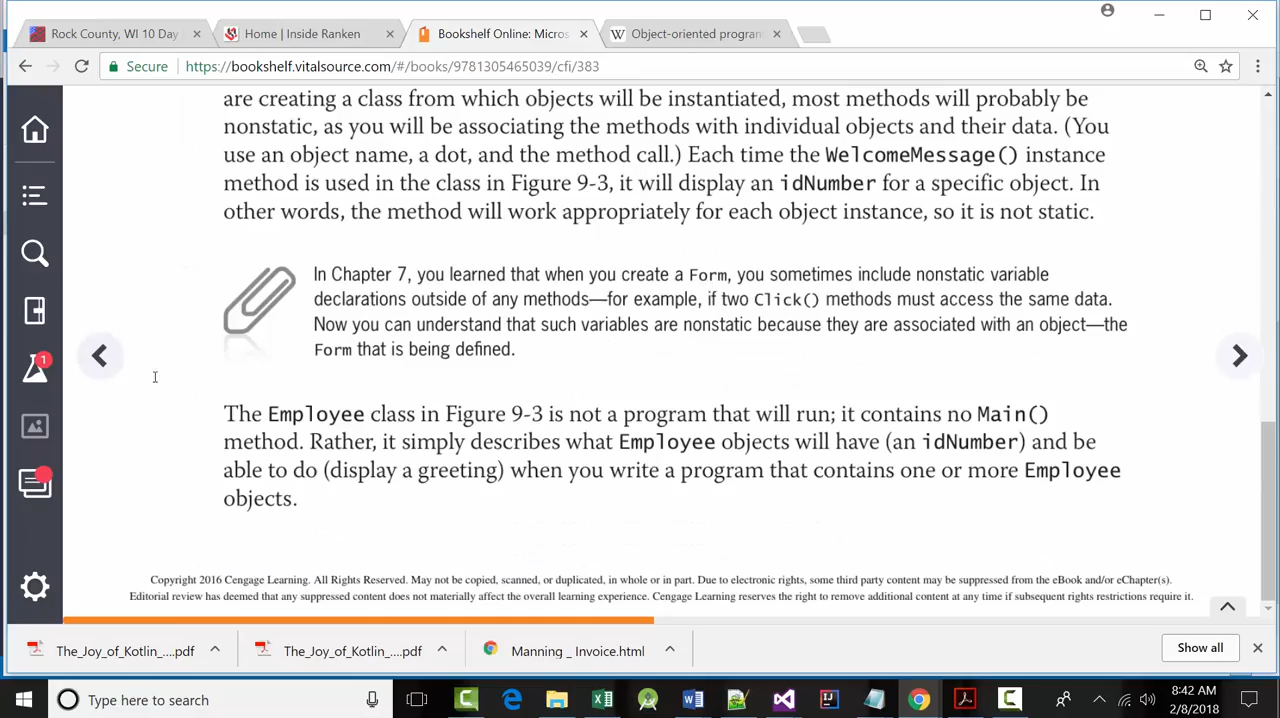 Rock County, WI 10 Day
Home | Inside Ranken
Bookshelf Online: Micros
Object-oriented program
Secure
https://bookshelf.vitalsource.com/#/books/9781305465039/cfi/383
are creating a class from which objects will be instantiated, most methods will probably be
nonstatic, as you will be associating the methods with individual objects and their data. (You
use an object name, a dot, and the method call.) Each time the WelcomeMessage() instance
method is used in the class in Figure 9-3, it will display an idNumber for a specific object. In
other words, the method will work appropriately for each object instance, so it is not static.
In Chapter 7, you learned that when you create a Form, you sometimes include nonstatic variable
declarations outside of any methods—for example, if two Click() methods must access the same data.
Now you can understand that such variables are nonstatic because they are associated with an object—the
Form that is being defined.
1
The Employee class in Figure 9-3 is not a program that will run; it contains no Main()
method. Rather, it simply describes what Employee objects will have (an idNumber) and be
able to do (display a greeting) when you write a program that contains one or more Employee
objects.
Copyright 2016 Cengage Learning. All Rights Reserved. May not be copied, scanned, or duplicated, in whole or in part. Due to electronic rights, some third party content may be suppressed from the eBook and/or eChapter(s).
Editorial review has deemed that any suppressed content does not materially affect the overall learning experience. Cengage Learning reserves the right to remove additional content at any time if subsequent rights restrictions require it.
The_Joy_of_Kotlin_....pdf
The_Joy_of_Kotlin_....pdf
Manning _ Invoice.html
Show all
Type here to search
8:42 AM
2/8/2018